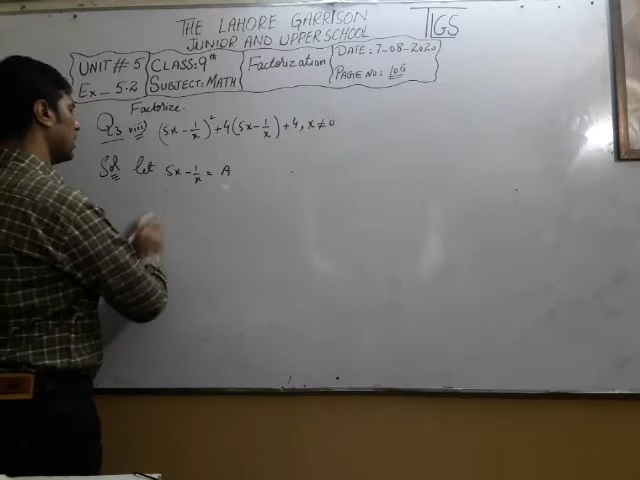 THE LAHORE GARRISON
JUNIOR AND UPPER SCHOOL
TIGS
UNIT # 5
Ex_ 5.2
CLASS: 9th
SUBJECT: MATH
Factorization
DATE: 7-08-2020
PAGE NO: 106
Factorize.
Q3 viii) (5x - 1/x)² + 4(5x - 1/x) + 4, x ≠ 0
Sol let 5x - 1/x = A